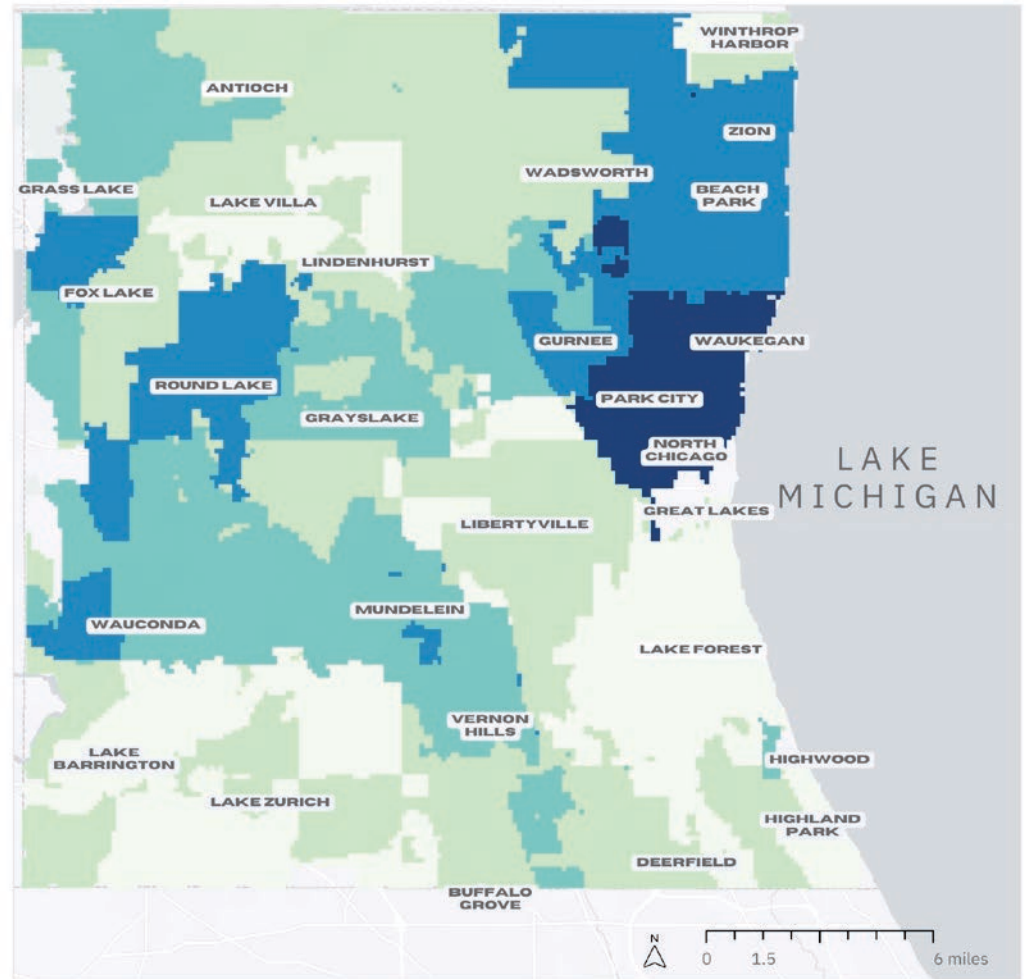 WINTHROP
HARBOR
ANTIOCH
ZION
WADSWORTH
GRASS LAKE
BEACH
PARK
LAKE VILLA
LINDENHURST
FOX LAKE
GURNEE
WAUKEGAN
ROUND LAKE
PARK CITY
GRAYSLAKE
NORTH
CHICAGO
LAKE
MICHIGAN
GREAT LAKES
LIBERTYVILLE
MUNDELEIN
WAUCONDA
LAKE FOREST
VERNON
HILLS
LAKE
BARRINGTON
HIGHWOOD
LAKE ZURICH
HIGHLAND
PARK
DEERFIELD
BUFFALO
GROVE
N
0 1.5 6 miles